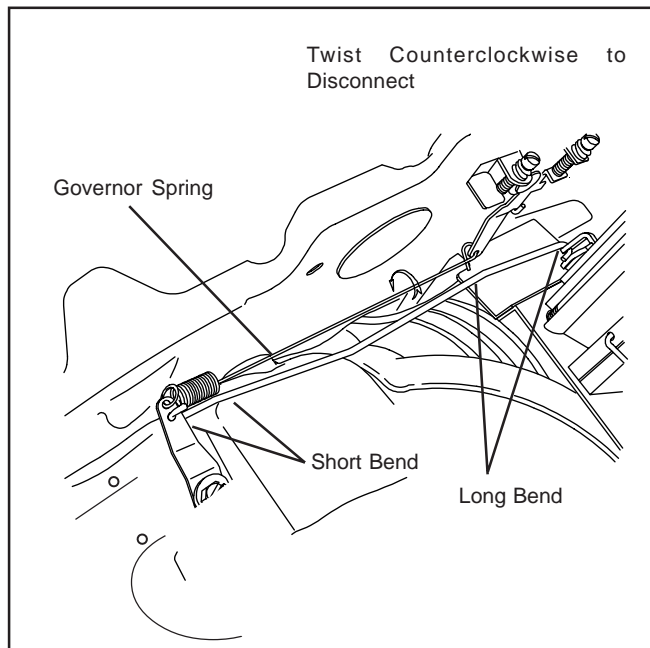 Twist Counterclockwise to
Disconnect
Governor Spring
Short Bend
Long Bend